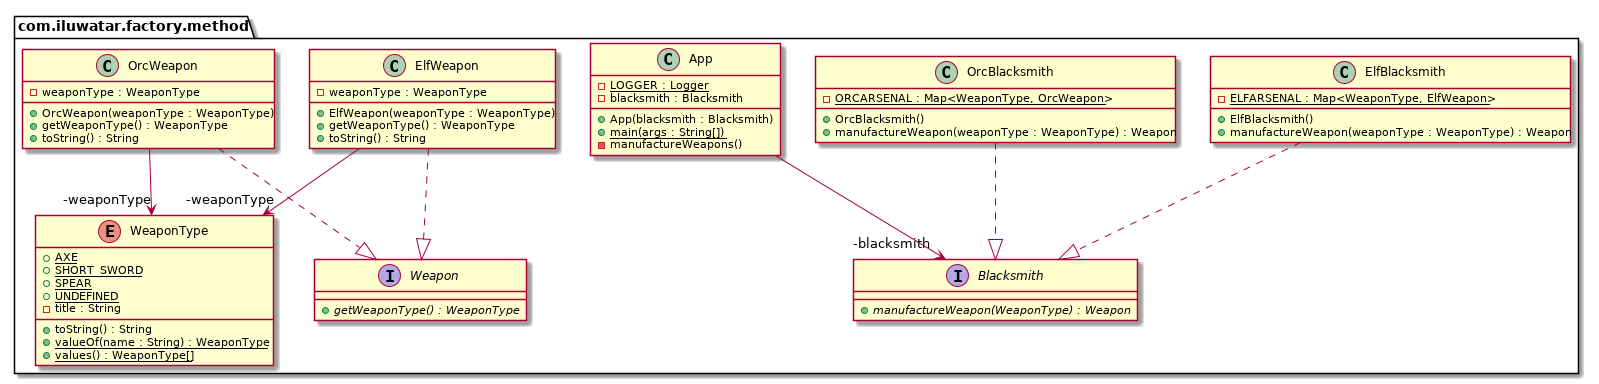 com.iluwatar.factory.method
C OrcWeapon
weaponType : WeaponType
OrcWeapon(weaponType : WeaponType)
getWeaponType() : WeaponType
toString() : String
C ElfWeapon
weaponType : WeaponType
ElfWeapon(weaponType : WeaponType)
getWeaponType() : WeaponType
toString() : String
C App
LOGGER : Logger
blacksmith : Blacksmith
App(blacksmith : Blacksmith)
main(args : String[])
manufactureWeapons()
C OrcBlacksmith
ORCARSENAL : Map<WeaponType, OrcWeapon>
OrcBlacksmith()
manufactureWeapon(weaponType : WeaponType) : Weapon
C ElfBlacksmith
ELFARSENAL : Map<WeaponType, ElfWeapon>
ElfBlacksmith()
manufactureWeapon(weaponType : WeaponType) : Weapon
-weaponType
-weaponType
-blacksmith
E WeaponType
AXE
SHORT_SWORD
SPEAR
UNDEFINED
title : String
toString() : String
valueOf(name : String) : WeaponType
values() : WeaponType[]
I Weapon
getWeaponType() : WeaponType
I Blacksmith
manufactureWeapon(WeaponType) : Weapon